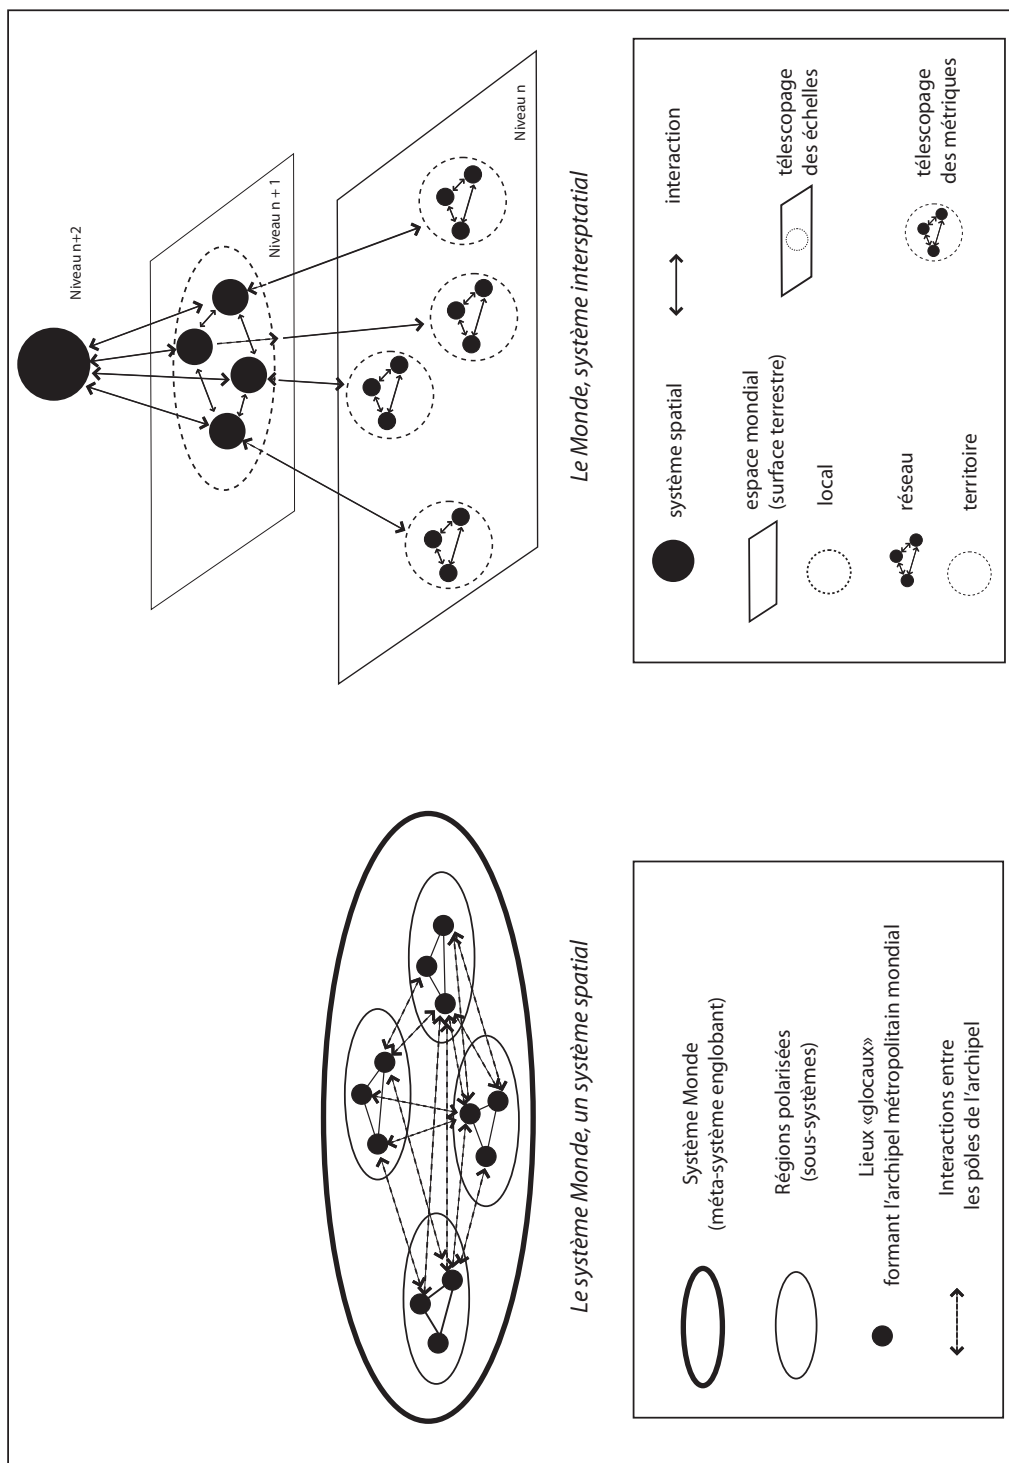 Le système Monde, un système spatial
Système Monde
(méta-système englobant)
Régions polarisées
(sous-systèmes)
Lieux «glocaux»
formant l'archipel métropolitain mondial
Interactions entre
les pôles de l'archipel
Niveau n+2
Niveau n + 1
Niveau n
Le Monde, système intersptatial
système spatial
espace mondial
(surface terrestre)
local
réseau
territoire
interaction
télescopage
des échelles
télescopage
des métriques